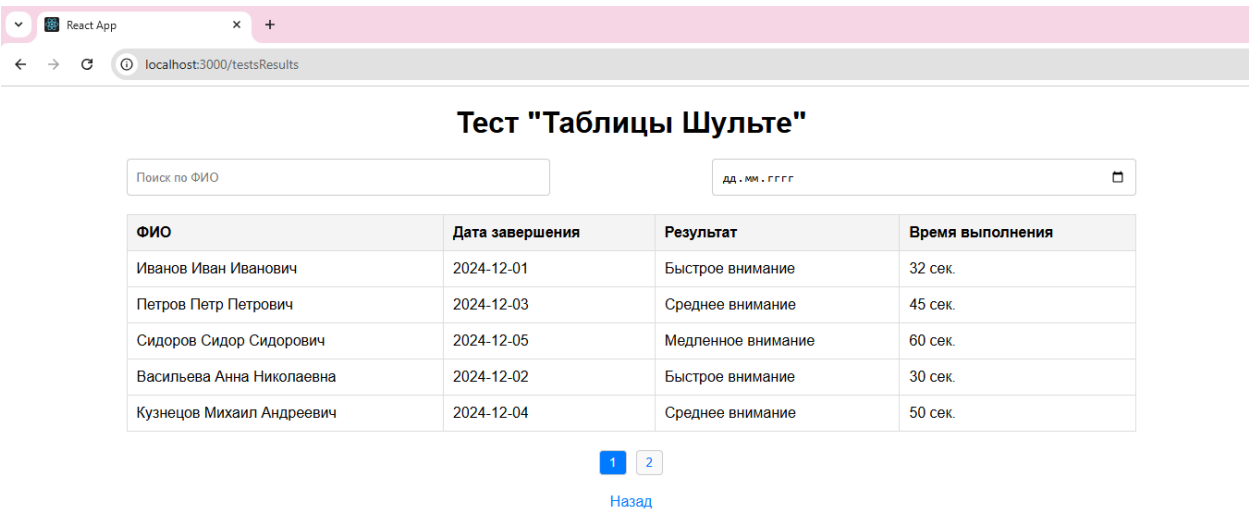 React App
localhost:3000/testsResults
Тест "Таблицы Шульте"
Поиск по ФИО дд.мм.гггг
ФИО Дата завершения Результат Время выполнения
Иванов Иван Иванович 2024-12-01 Быстрое внимание 32 сек.
Петров Петр Петрович 2024-12-03 Среднее внимание 45 сек.
Сидоров Сидор Сидорович 2024-12-05 Медленное внимание 60 сек.
Васильева Анна Николаевна 2024-12-02 Быстрое внимание 30 сек.
Кузнецов Михаил Андреевич 2024-12-04 Среднее внимание 50 сек.
1 2
Назад